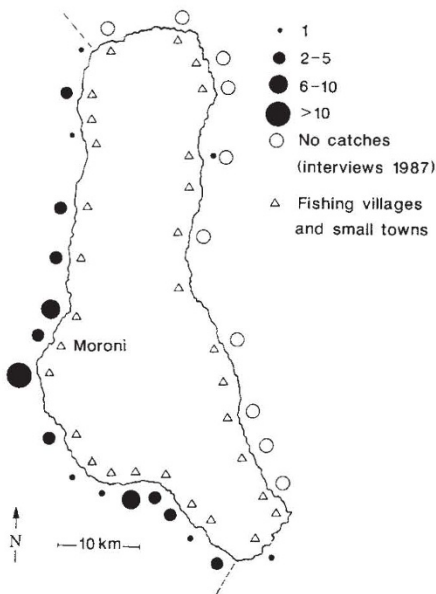 1
2–5
6–10
>10
No catches
(interviews 1987)
Fishing villages
and small towns
Moroni
N
10 km